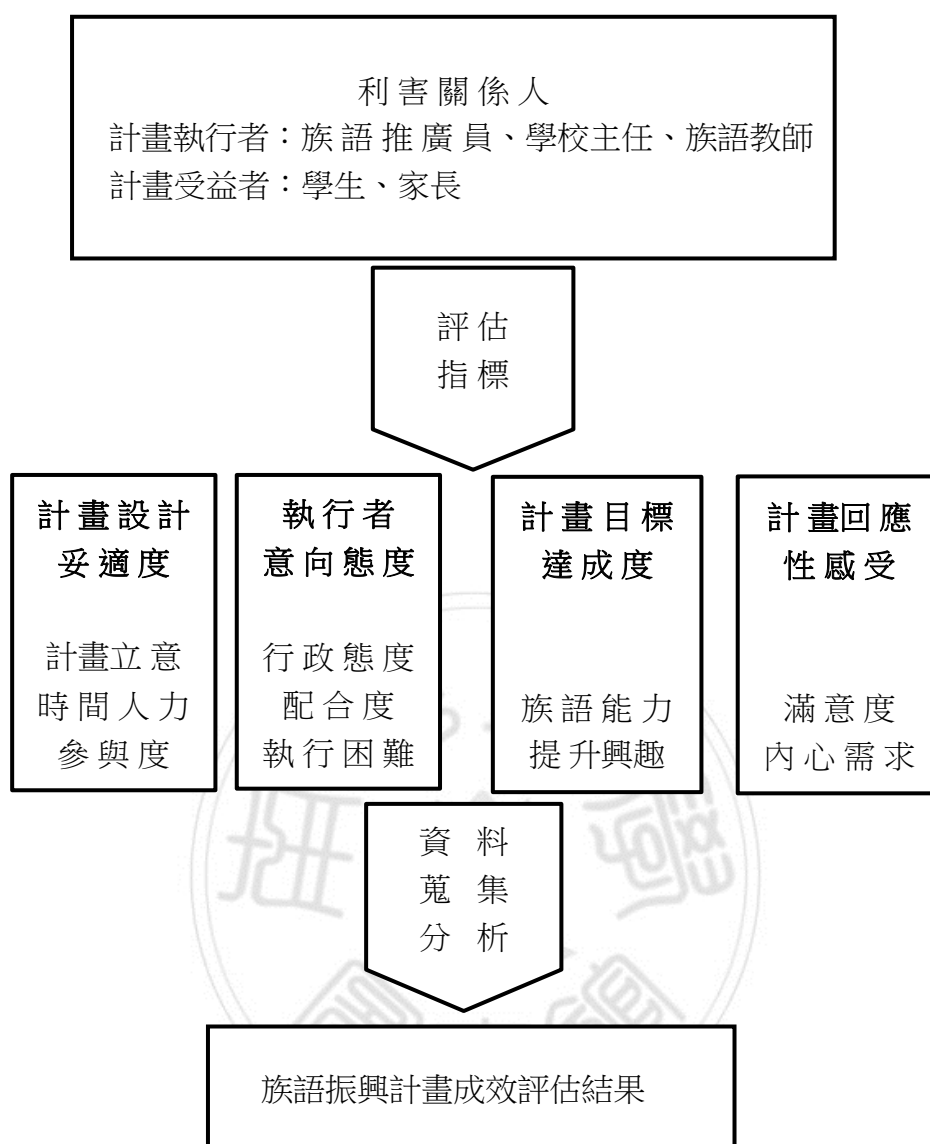 利害關係人
計畫執行者：族語推廣員、學校主任、族語教師
計畫受益者：學生、家長
評估
指標
計畫設計
妥適度
計畫立意
時間人力
參與度
執行者
意向態度
行政態度
配合度
執行困難
計畫目標
達成度
族語能力
提升興趣
計畫回應
性感受
滿意度
內心需求
資料
蒐集
分析
族語振興計畫成效評估結果